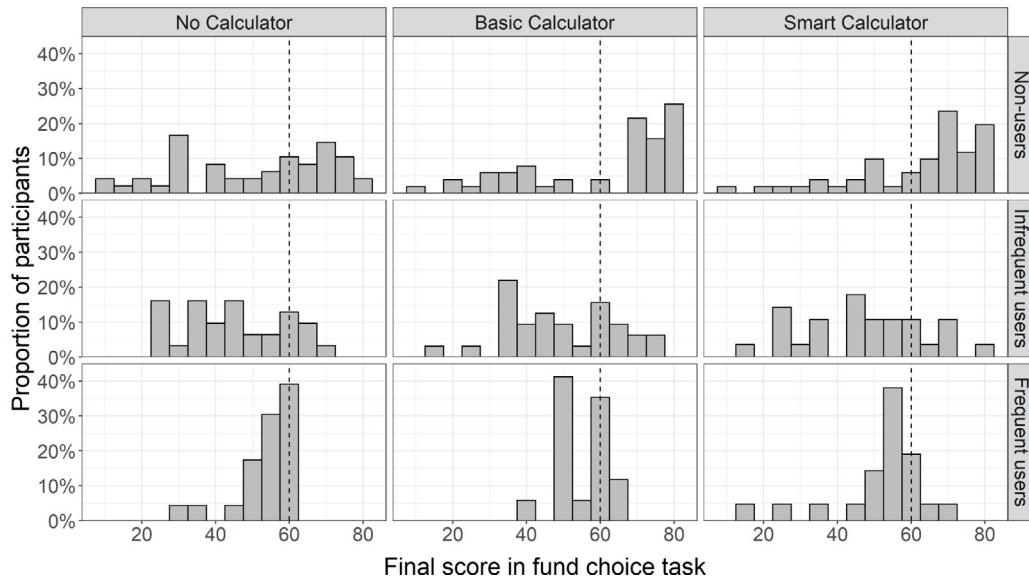 No Calculator Basic Calculator Smart Calculator
40%
30%
20%
10%
0%
Non-users
40%
30%
20%
10%
0%
Infrequent users
40%
30%
20%
10%
0%
Frequent users
Proportion of participants
20 40 60 80 20 40 60 80 20 40 60 80
Final score in fund choice task